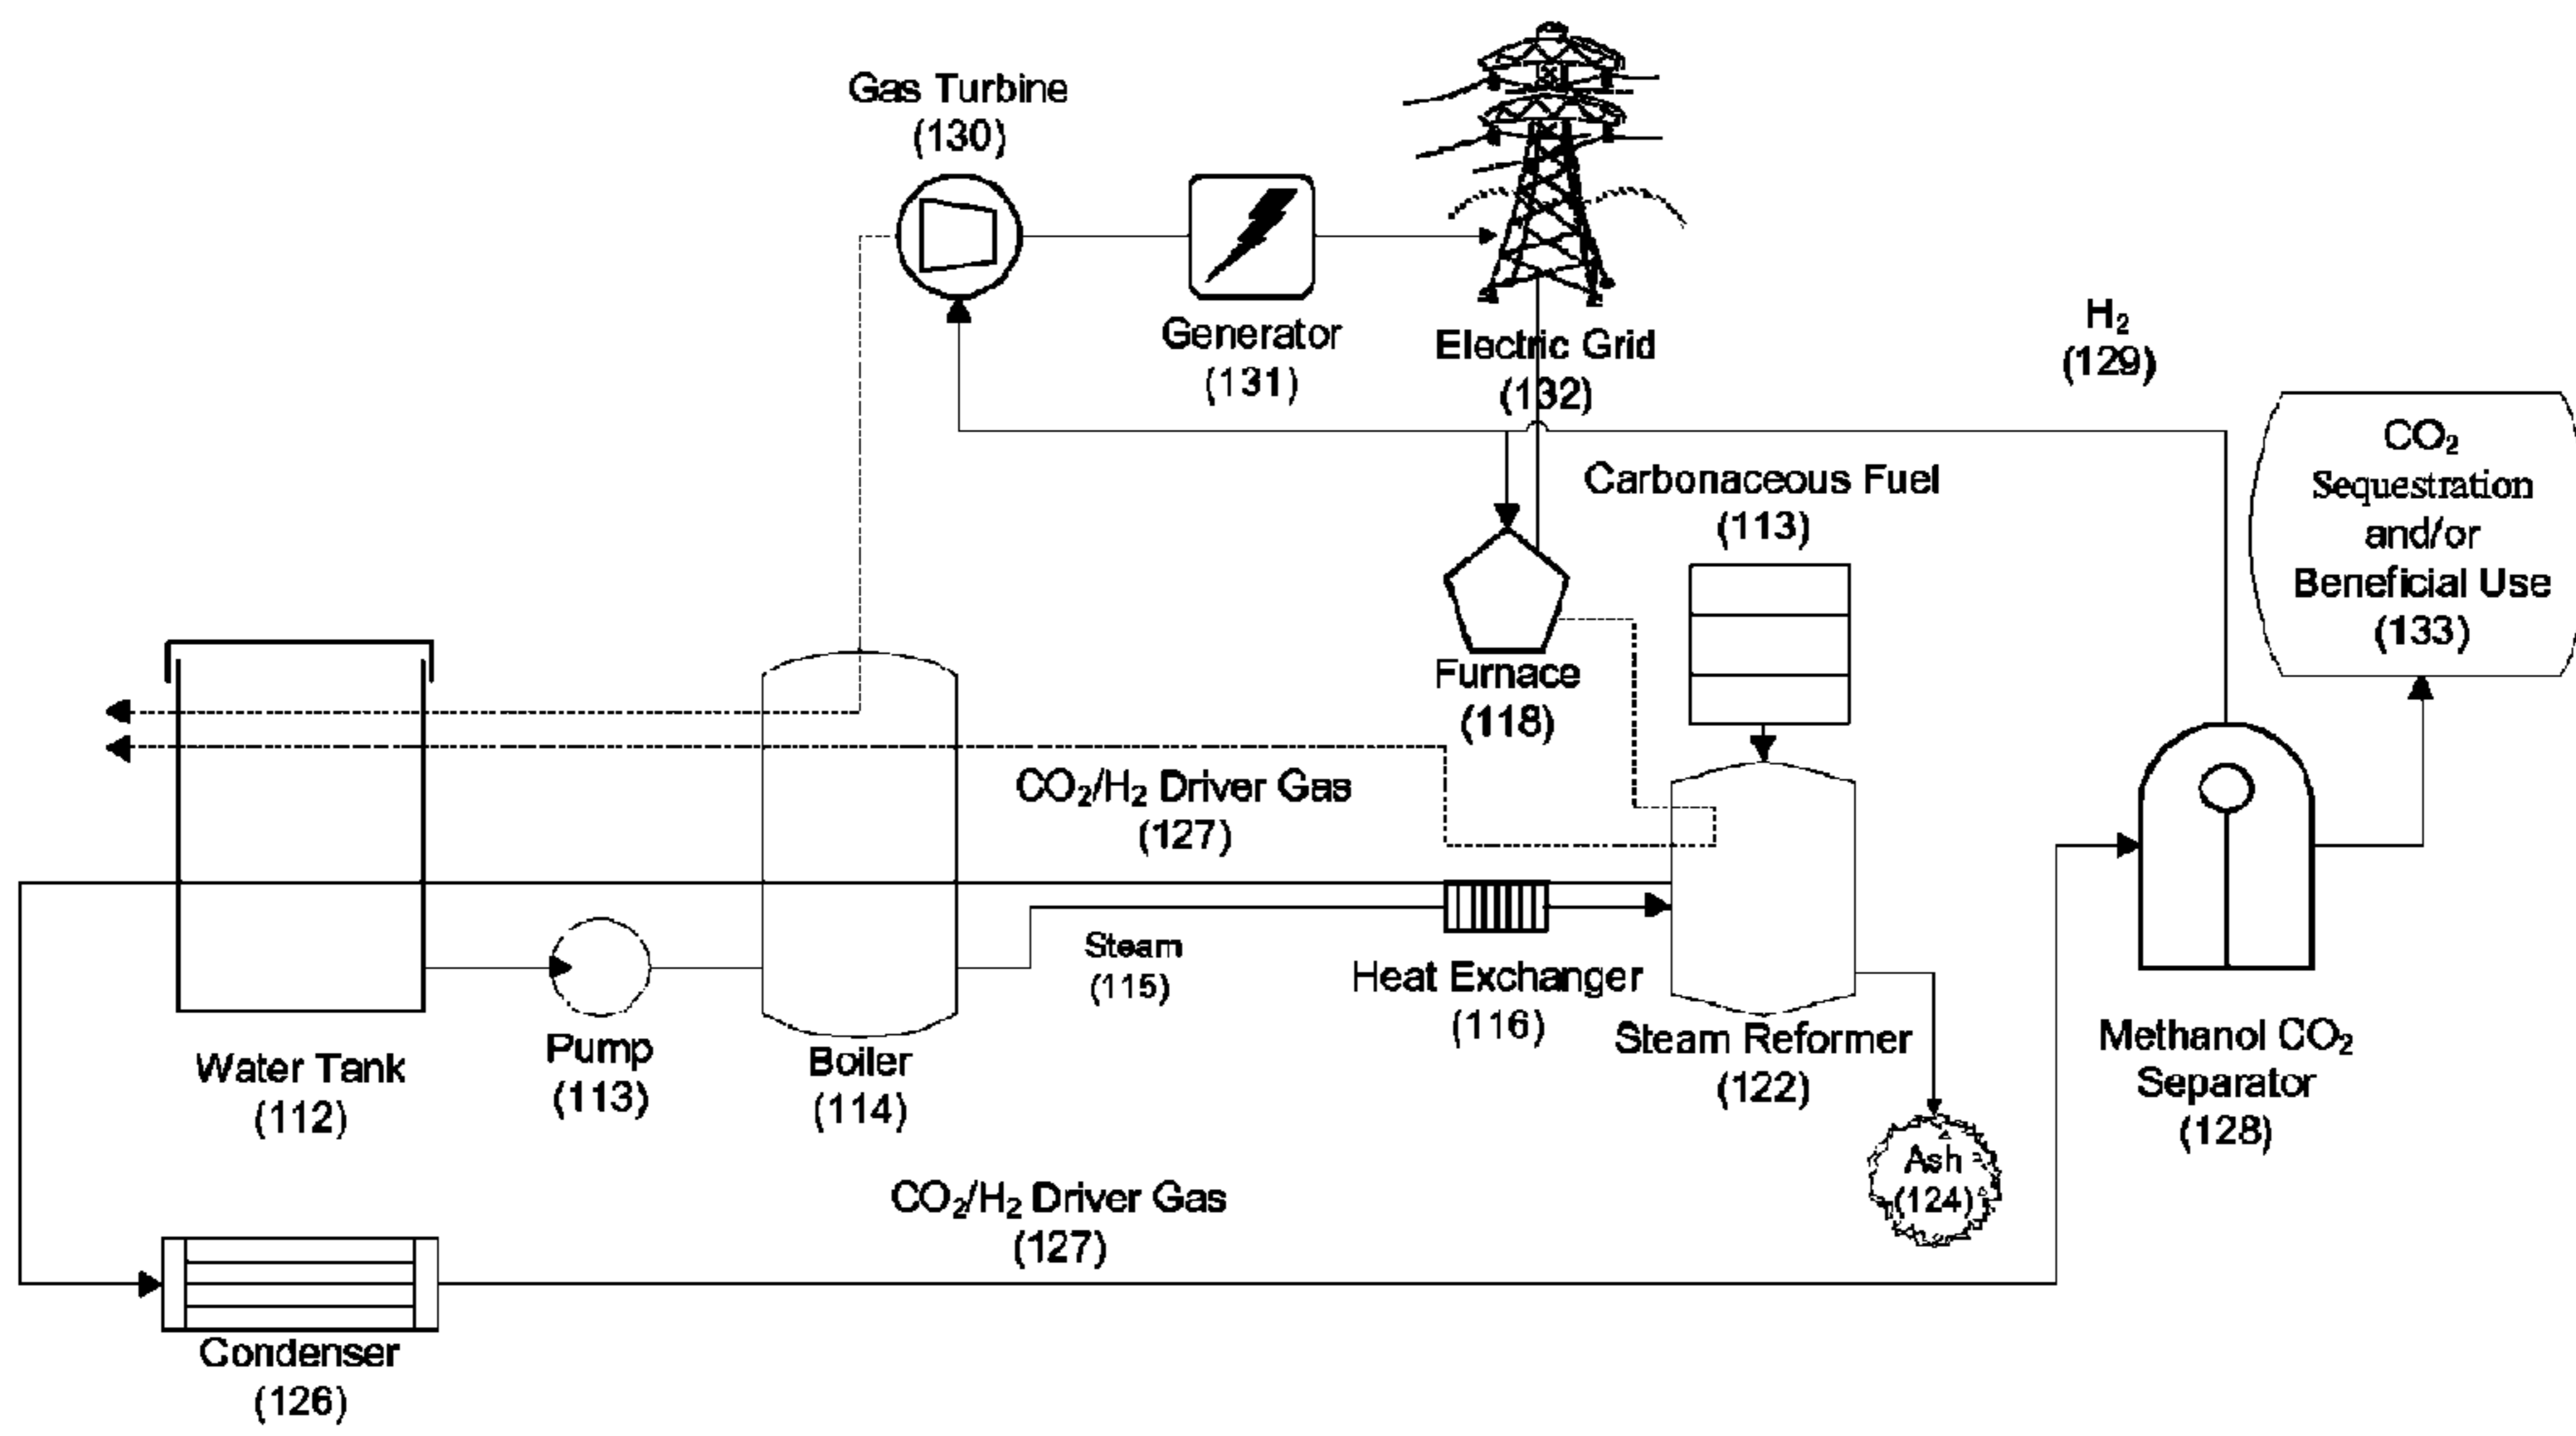 Gas Turbine
(130)
Generator
(131)
Electric Grid
(132)
H₂
(129)
CO₂
Sequestration
and/or
Beneficial Use
(133)
Carbonaceous Fuel
(113)
Furnace
(118)
CO₂/H₂ Driver Gas
(127)
Steam
(115)
Heat Exchanger
(116)
Steam Reformer
(122)
Methanol CO₂
Separator
(128)
Water Tank
(112)
Pump
(113)
Boiler
(114)
Ash
(124)
CO₂/H₂ Driver Gas
(127)
Condenser
(126)